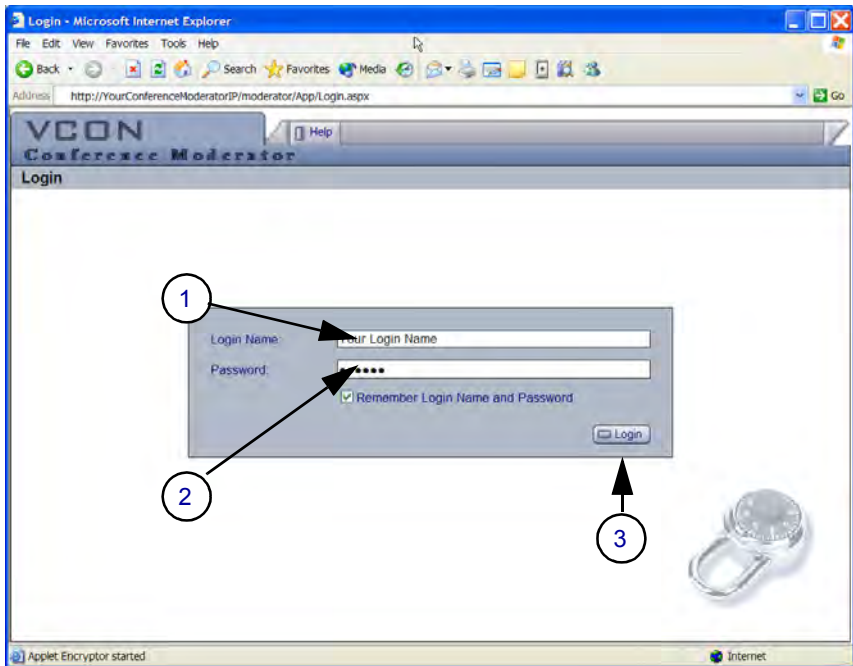 Login - Microsoft Internet Explorer
File Edit View Favorites Tools Help
Back Search Favorites Media
Address http://YourConferenceModeratorIP/moderator/App/Login.aspx Go
VCON Help
Conference Moderator
Login
1
Login Name: Your Login Name
Password: ••••••
Remember Login Name and Password
Login
2
3
Applet Encryptor started Internet